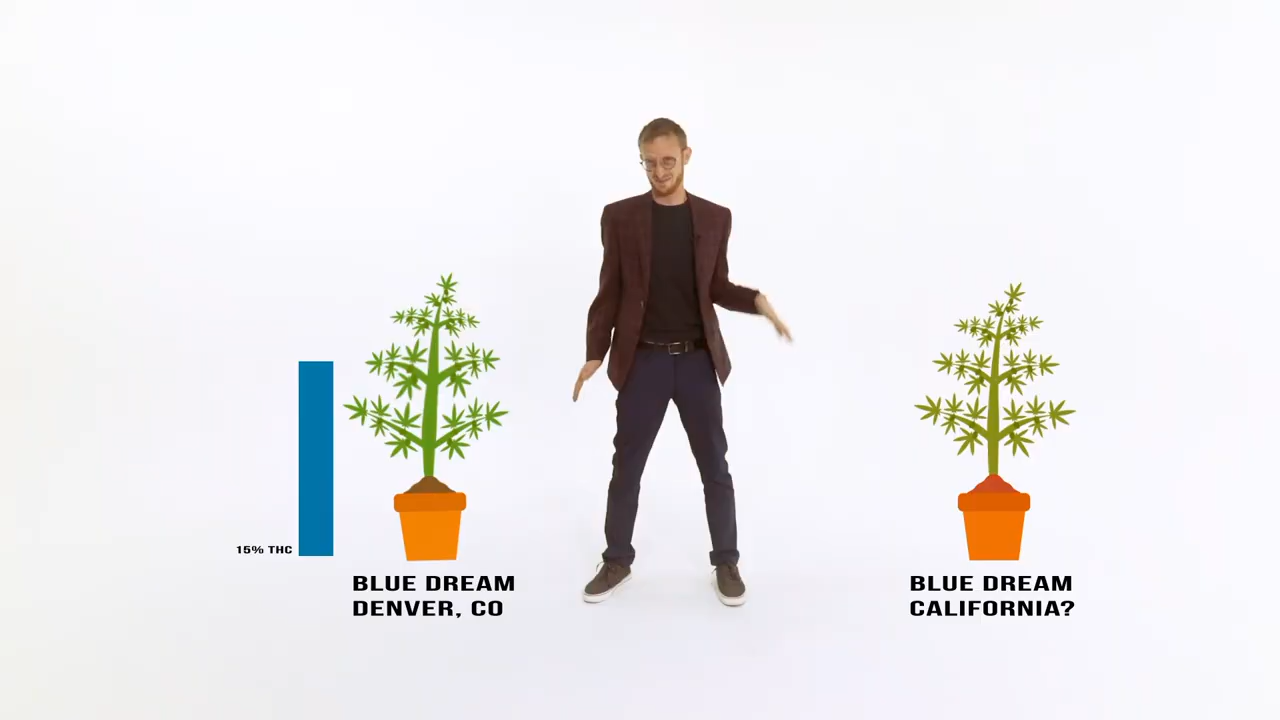 15% THC
BLUE DREAM
DENVER, CO
BLUE DREAM
CALIFORNIA?